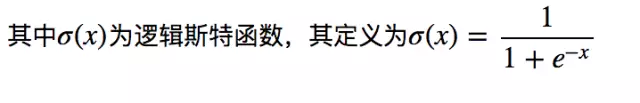 其中σ(x)为逻辑斯特函数，其定义为σ(x) = 1 / (1 + e^{-x})